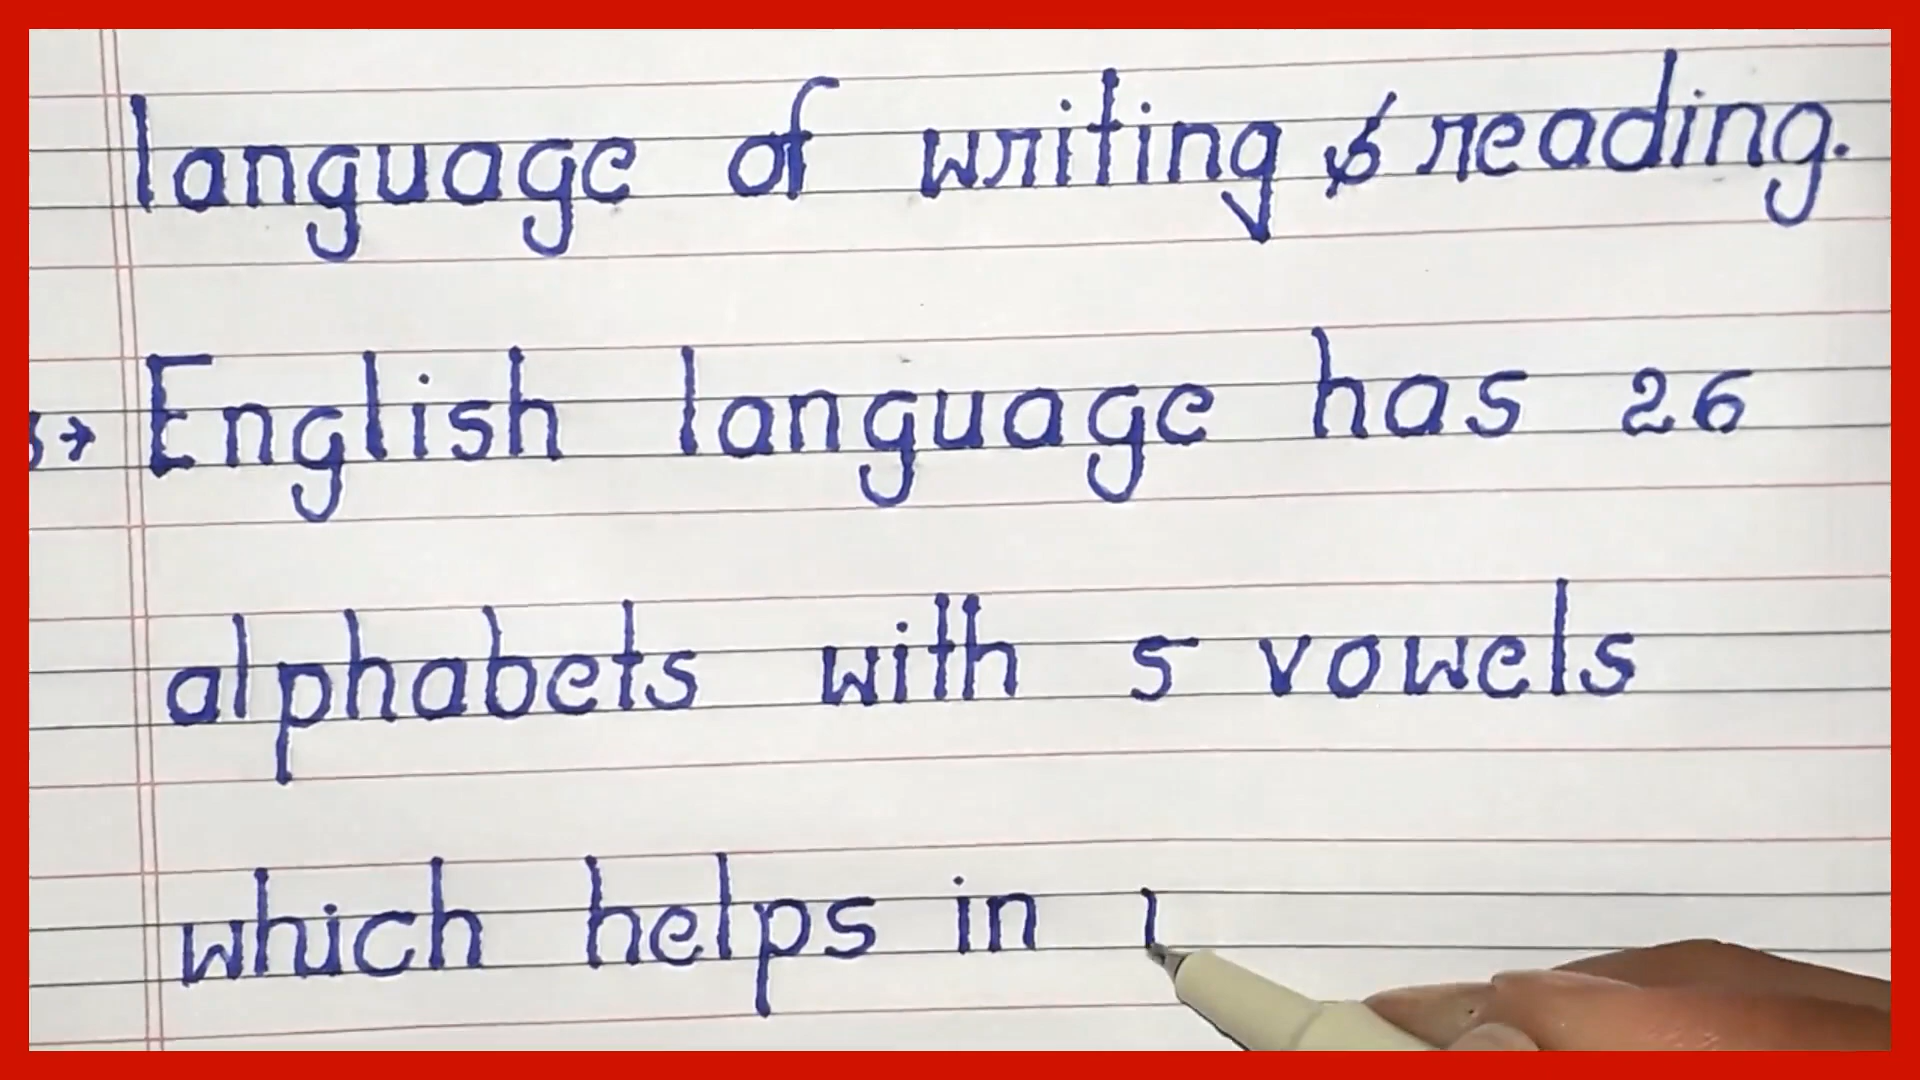 language of writing & reading.
→ English language has 26
alphabets with 5 vowels
which helps in